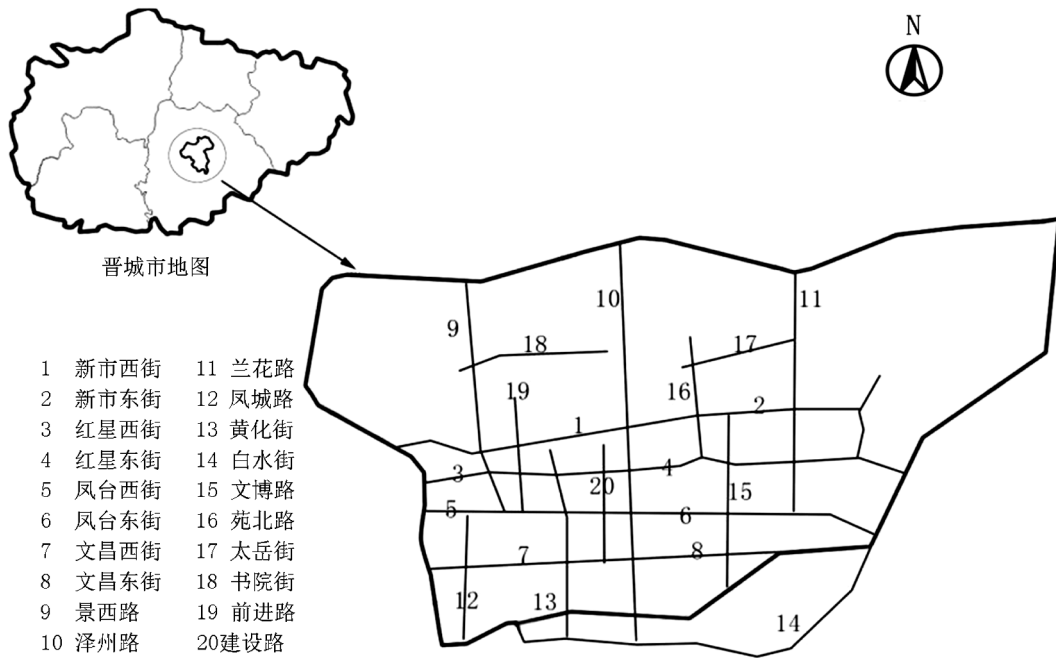 N
晋城市地图
1 新市西街 11 兰花路
2 新市东街 12 凤城路
3 红星西街 13 黄化街
4 红星东街 14 白水街
5 凤台西街 15 文博路
6 凤台东街 16 苑北路
7 文昌西街 17 太岳街
8 文昌东街 18 书院街
9 景西路 19 前进路
10 泽州路 20建设路
10
11
9
18
17
19
16
2
1
3
4
20
15
5
6
7
8
12
13
14